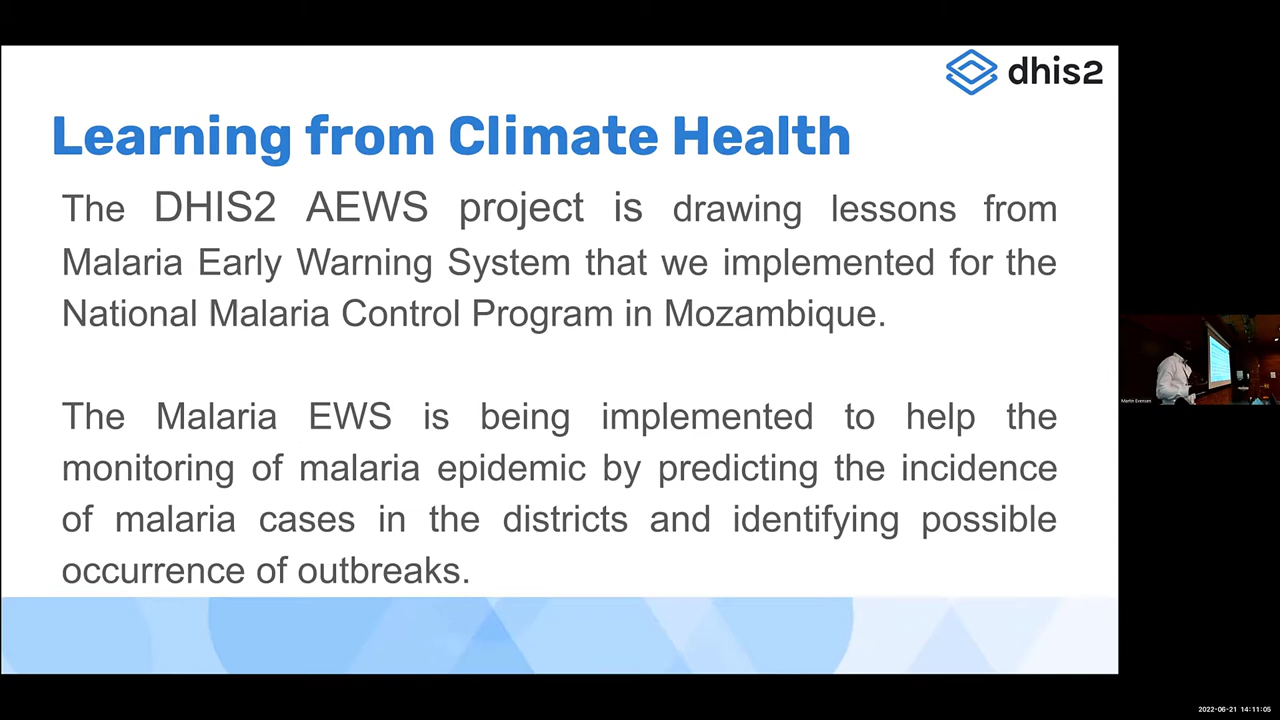 dhis2
Learning from Climate Health
The DHIS2 AEWS project is drawing lessons from
Malaria Early Warning System that we implemented for the
National Malaria Control Program in Mozambique.
The Malaria EWS is being implemented to help the
monitoring of malaria epidemic by predicting the incidence
of malaria cases in the districts and identifying possible
occurrence of outbreaks.
Martin Evensen
2022-06-21 14:11:05